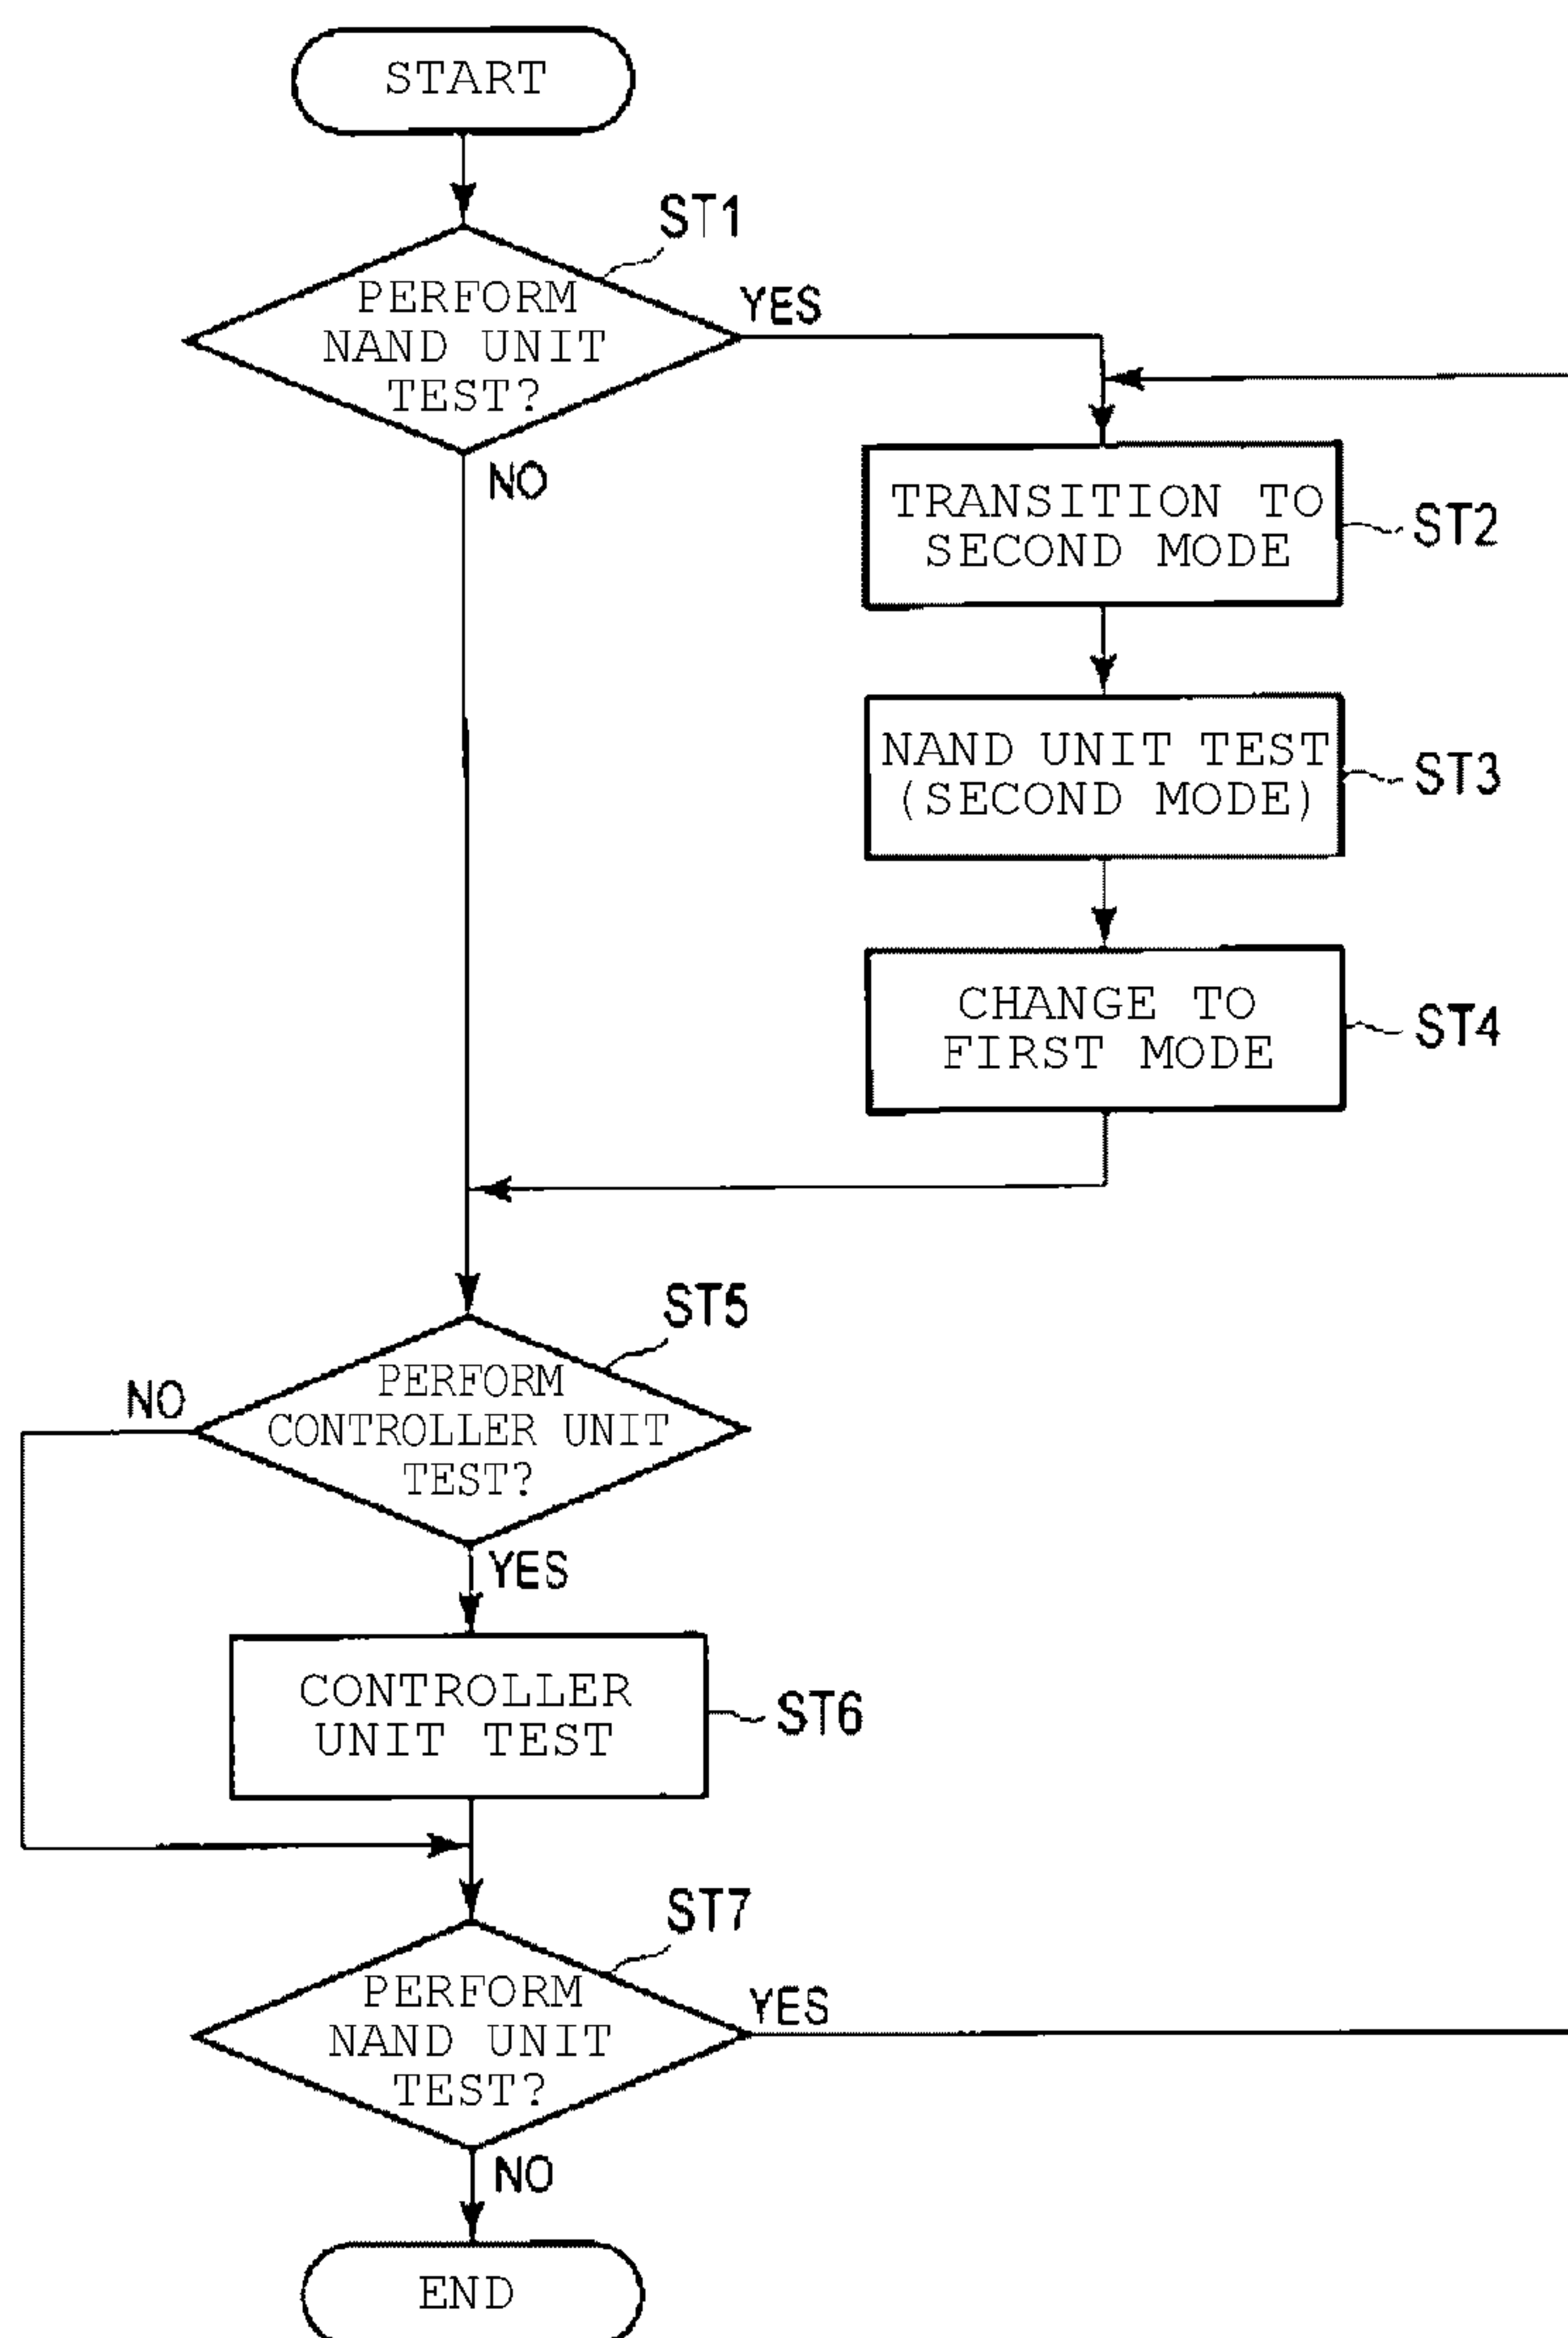 START
ST1
PERFORM
NAND UNIT
TEST?
YES
NO
TRANSITION TO
SECOND MODE
ST2
NAND UNIT TEST
(SECOND MODE)
ST3
CHANGE TO
FIRST MODE
ST4
ST5
PERFORM
CONTROLLER UNIT
TEST?
NO
YES
CONTROLLER
UNIT TEST
ST6
ST7
PERFORM
NAND UNIT
TEST?
YES
NO
END